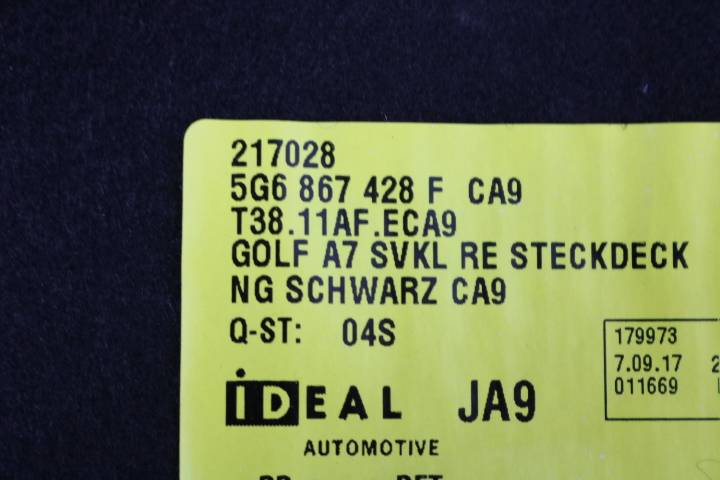 217028
5G6 867 428 F CA9
T38.11AF.ECA9
GOLF A7 SVKL RE STECKDECK
NG SCHWARZ CA9
Q-ST: 04S
179973
7.09.17 2
011669
iDEAL JA9
AUTOMOTIVE